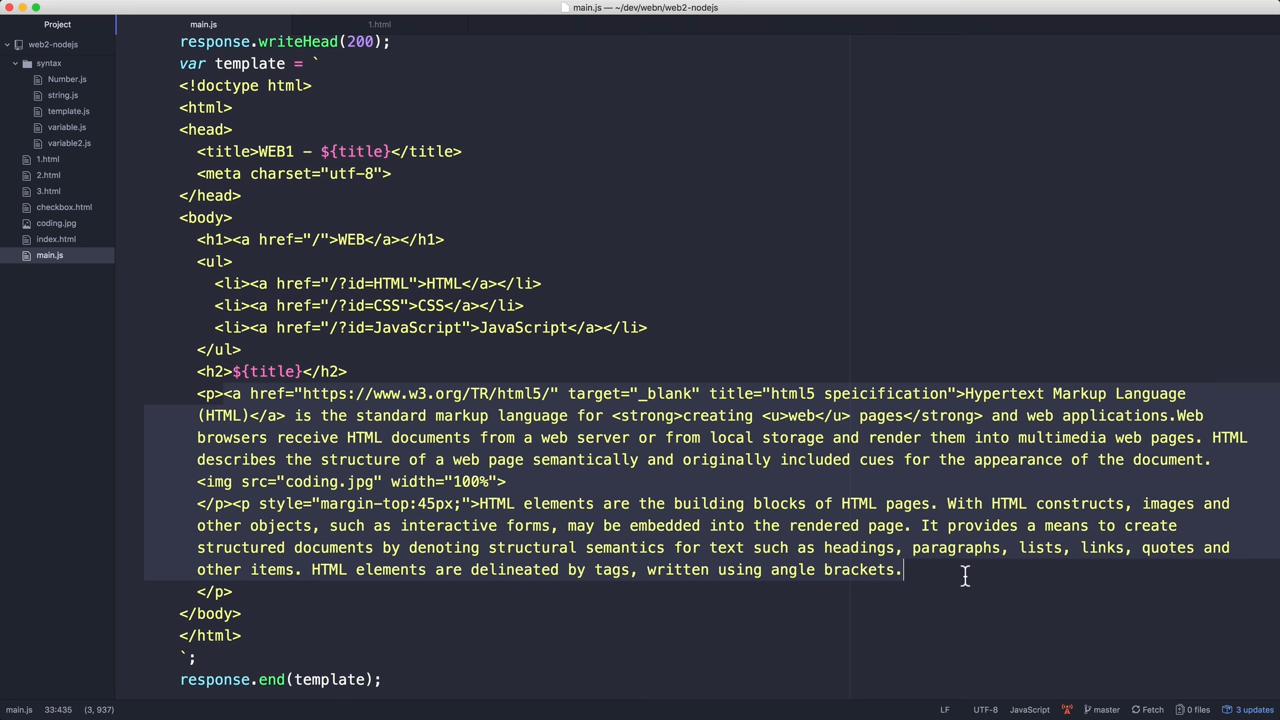 main.js — ~/dev/webn/web2-nodejs
Project
main.js
1.html
web2-nodejs
syntax
Number.js
string.js
template.js
variable.js
variable2.js
1.html
2.html
3.html
checkbox.html
coding.jpg
index.html
main.js
response.writeHead(200);
var template = `
<!doctype html>
<html>
<head>
<title>WEB1 - ${title}</title>
<meta charset="utf-8">
</head>
<body>
<h1><a href="/">WEB</a></h1>
<ul>
<li><a href="/?id=HTML">HTML</a></li>
<li><a href="/?id=CSS">CSS</a></li>
<li><a href="/?id=JavaScript">JavaScript</a></li>
</ul>
<h2>${title}</h2>
<p><a href="https://www.w3.org/TR/html5/" target="_blank" title="html5 speicification">Hypertext Markup Language
(HTML)</a> is the standard markup language for <strong>creating <u>web</u> pages</strong> and web applications.Web
browsers receive HTML documents from a web server or from local storage and render them into multimedia web pages. HTML
describes the structure of a web page semantically and originally included cues for the appearance of the document.
<img src="coding.jpg" width="100%">
</p><p style="margin-top:45px;">HTML elements are the building blocks of HTML pages. With HTML constructs, images and
other objects, such as interactive forms, may be embedded into the rendered page. It provides a means to create
structured documents by denoting structural semantics for text such as headings, paragraphs, lists, links, quotes and
other items. HTML elements are delineated by tags, written using angle brackets.
</p>
</body>
</html>
`;
response.end(template);
main.js 33:435 (3, 937)
LF UTF-8 JavaScript master Fetch 0 files 3 updates